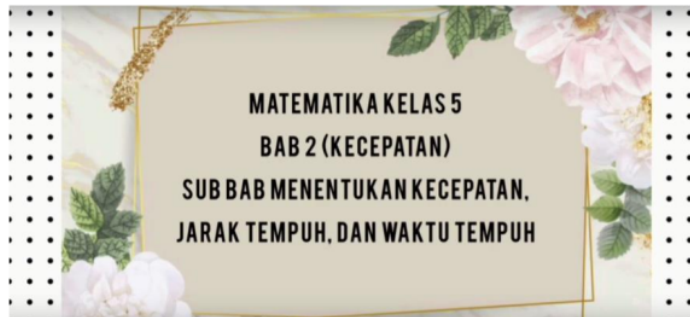 MATEMATIKA KELAS 5
BAB 2 (KECEPATAN)
SUB BAB MENENTUKAN KECEPATAN,
JARAK TEMPUH, DAN WAKTU TEMPUH